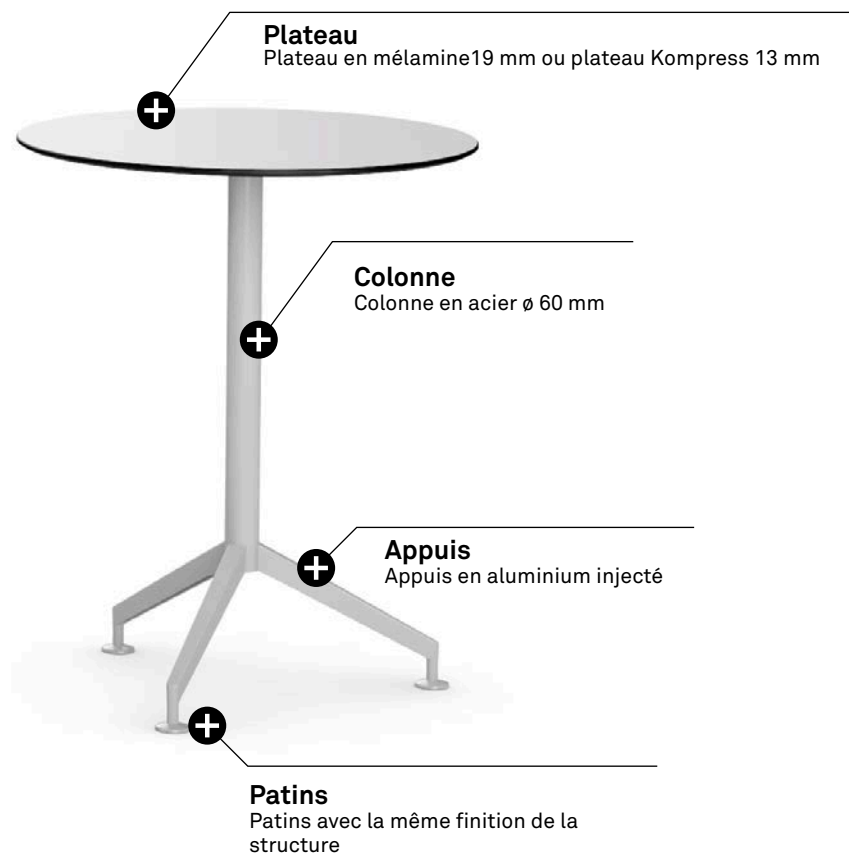 Plateau
Plateau en mélamine19 mm ou plateau Kompress 13 mm
Colonne
Colonne en acier ø 60 mm
Appuis
Appuis en aluminium injecté
Patins
Patins avec la même finition de la
structure